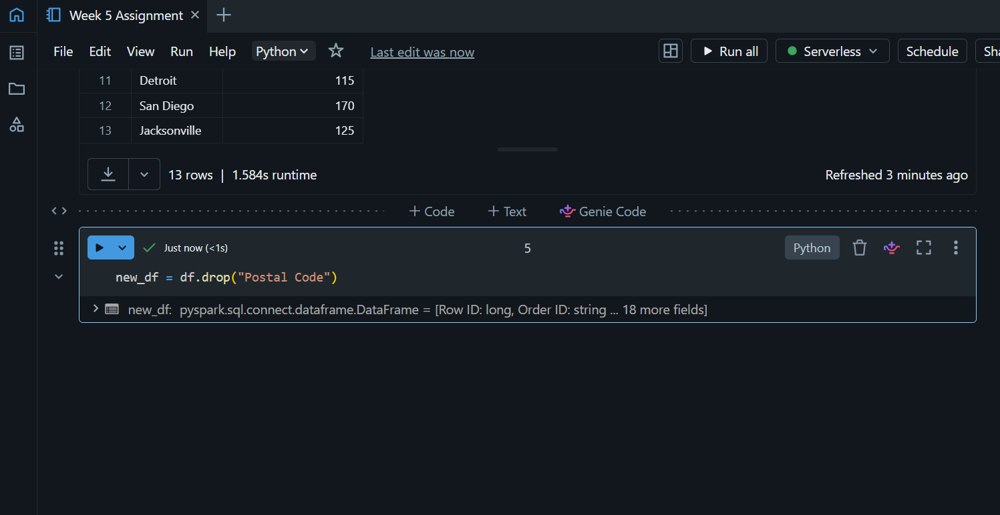 Week 5 Assignment
File Edit View Run Help Python Last edit was now Run all Serverless Schedule Sha
11 Detroit 115
12 San Diego 170
13 Jacksonville 125
13 rows | 1.584s runtime Refreshed 3 minutes ago
+ Code + Text Genie Code
Just now (<1s) 5 Python
new_df = df.drop("Postal Code")
new_df: pyspark.sql.connect.dataframe.DataFrame = [Row ID: long, Order ID: string ... 18 more fields]